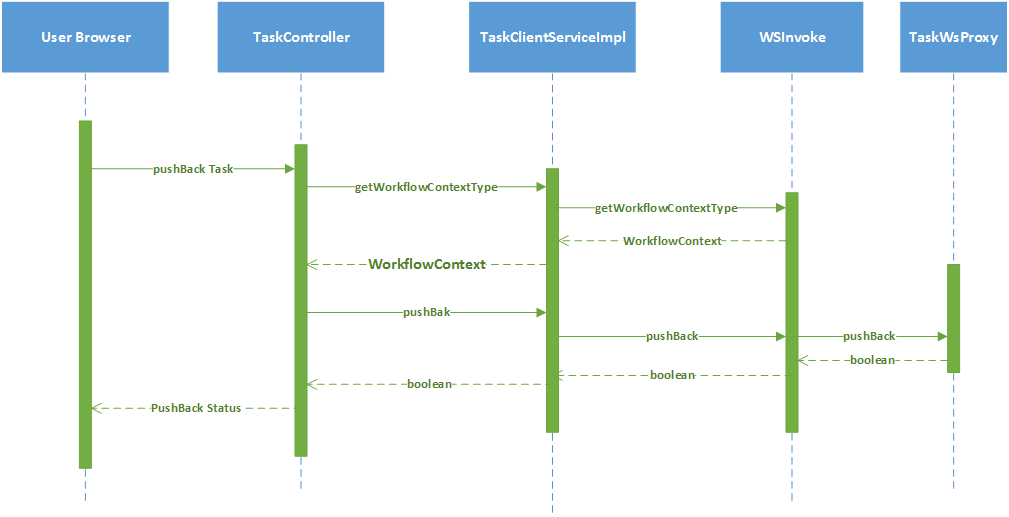 User Browser
TaskController
TaskClientServiceImpl
WSInvoke
TaskWsProxy
pushBack Task
getWorkflowContextType
getWorkflowContextType
WorkflowContext
WorkflowContext
pushBak
pushBack
pushBack
boolean
boolean
boolean
PushBack Status